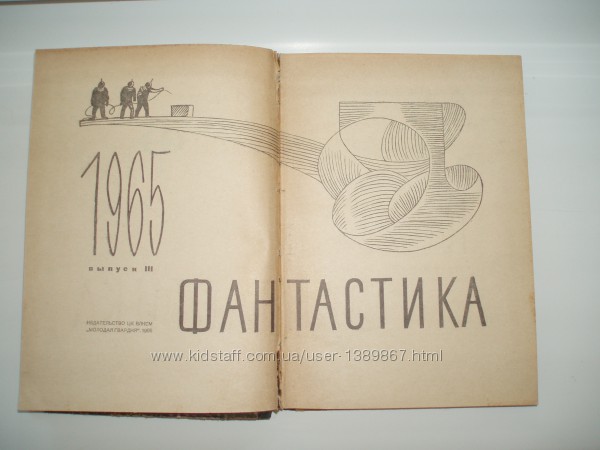 1965
выпуск III
ФАНТАСТИКА
ИЗДАТЕЛЬСТВО ЦК ВЛКСМ
„МОЛОДАЯ ГВАРДИЯ", 1965
www.kidstaff.com.ua/user-1389867.html